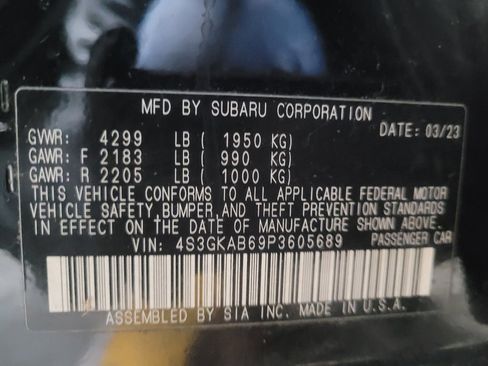 MFD BY SUBARU CORPORATION
DATE: 03/23
GVWR: 4299 LB ( 1950 KG)
GAWR: F 2183 LB ( 990 KG)
GAWR: R 2205 LB ( 1000 KG)
THIS VEHICLE CONFORMS TO ALL APPLICABLE FEDERAL MOTOR
VEHICLE SAFETY,BUMPER,AND THEFT PREVENTION STANDARDS
IN EFFECT ON THE DATE OF MANUFACTURE SHOWN ABOVE.
VIN: 4S3GKAB69P3605689 PASSENGER CAR
ASSEMBLED BY SIA INC. MADE IN U.S.A.